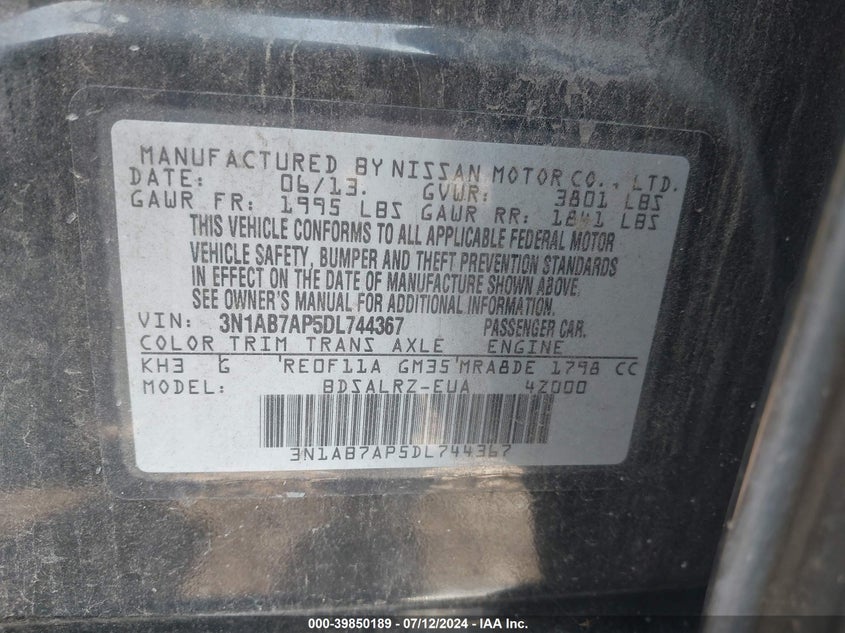 MANUFACTURED BY NISSAN MOTOR CO., LTD.
DATE: 06/13. GVWR: 3801 LBS
GAWR FR: 1995 LBS GAWR RR: 1841 LBS
THIS VEHICLE CONFORMS TO ALL APPLICABLE FEDERAL MOTOR
VEHICLE SAFETY, BUMPER AND THEFT PREVENTION STANDARDS
IN EFFECT ON THE DATE OF MANUFACTURE SHOWN ABOVE.
SEE OWNER'S MANUAL FOR ADDITIONAL INFORMATION.
VIN: 3N1AB7AP5DL744367 PASSENGER CAR.
COLOR TRIM TRANS AXLE ENGINE
KH3 G RE0F11A GM35 MRA8DE 1798 CC
MODEL: BDSALRZ-EUA 4Z000
3N1AB7AP5DL744367
000-39850189 - 07/12/2024 - IAAI.com